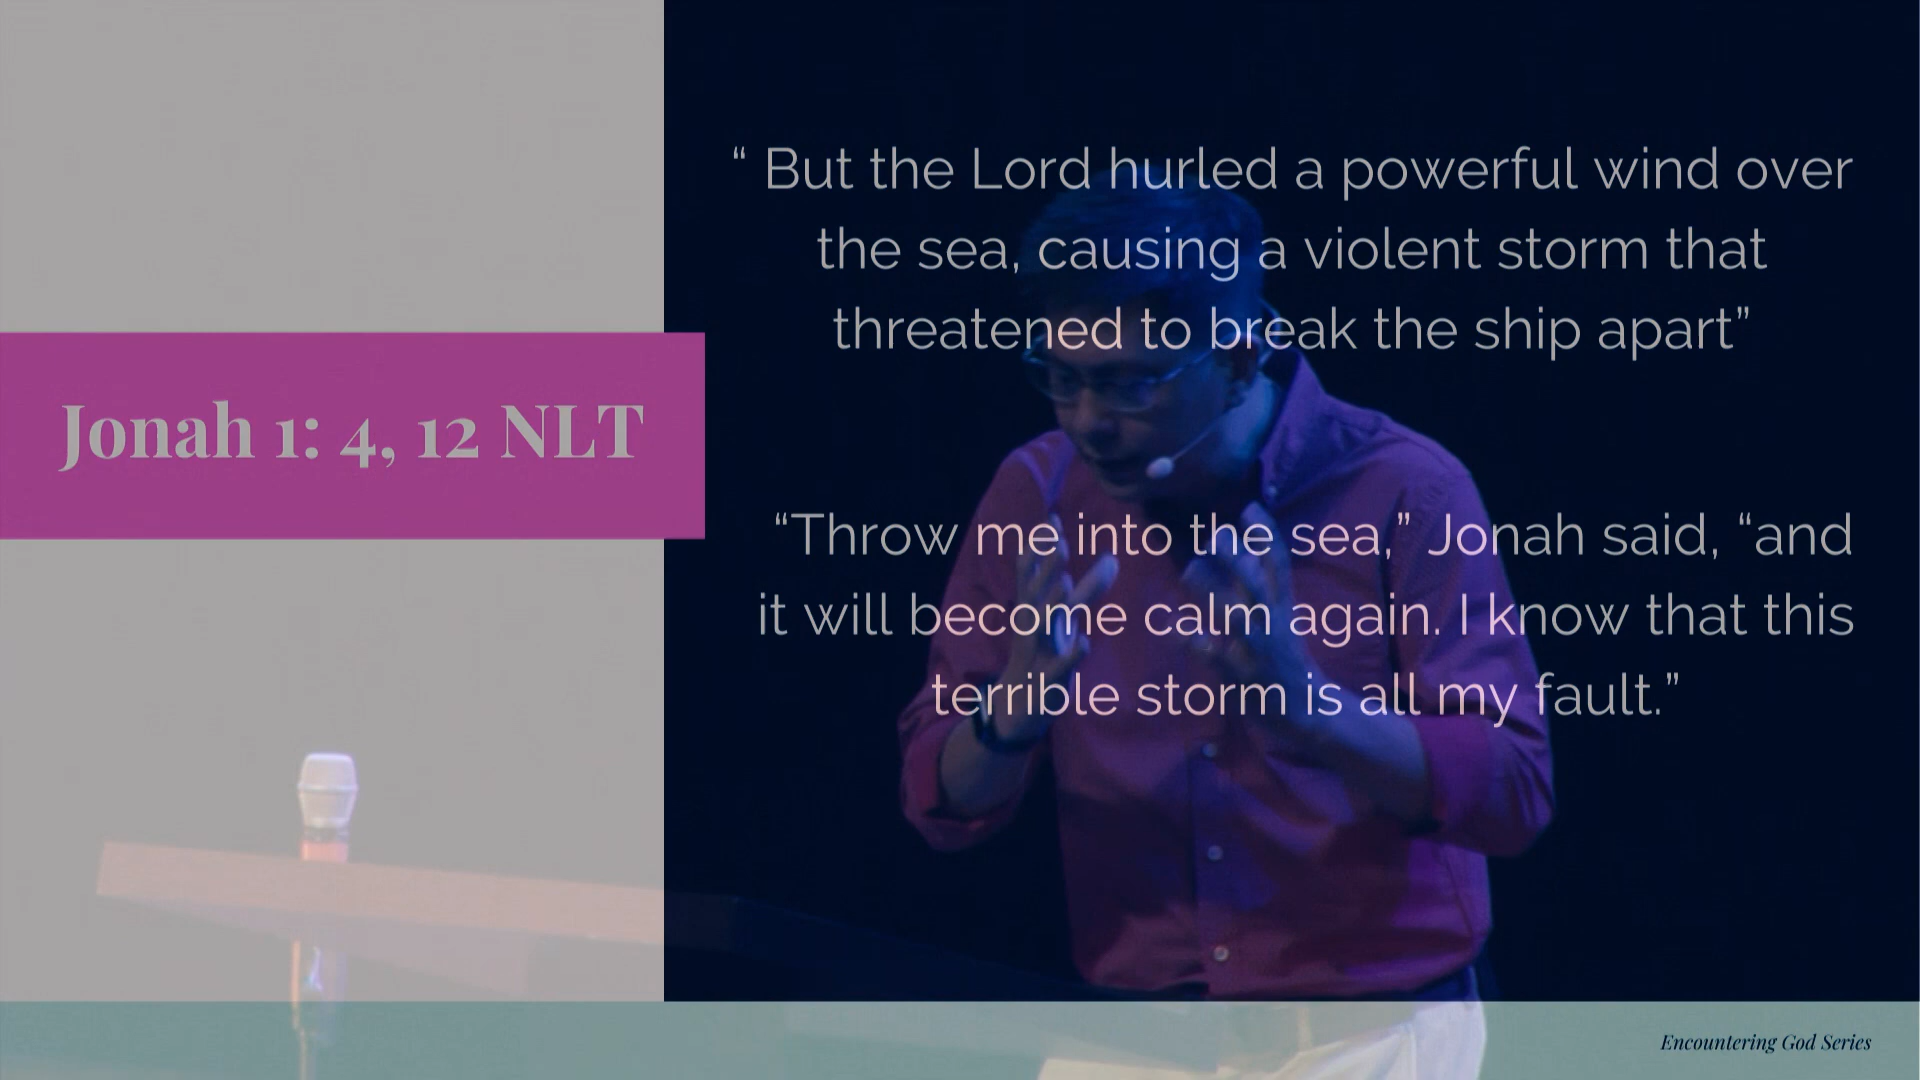 Jonah 1: 4, 12 NLT
“ But the Lord hurled a powerful wind over
the sea, causing a violent storm that
threatened to break the ship apart”
“Throw me into the sea,” Jonah said, “and
it will become calm again. I know that this
terrible storm is all my fault.”
Encountering God Series